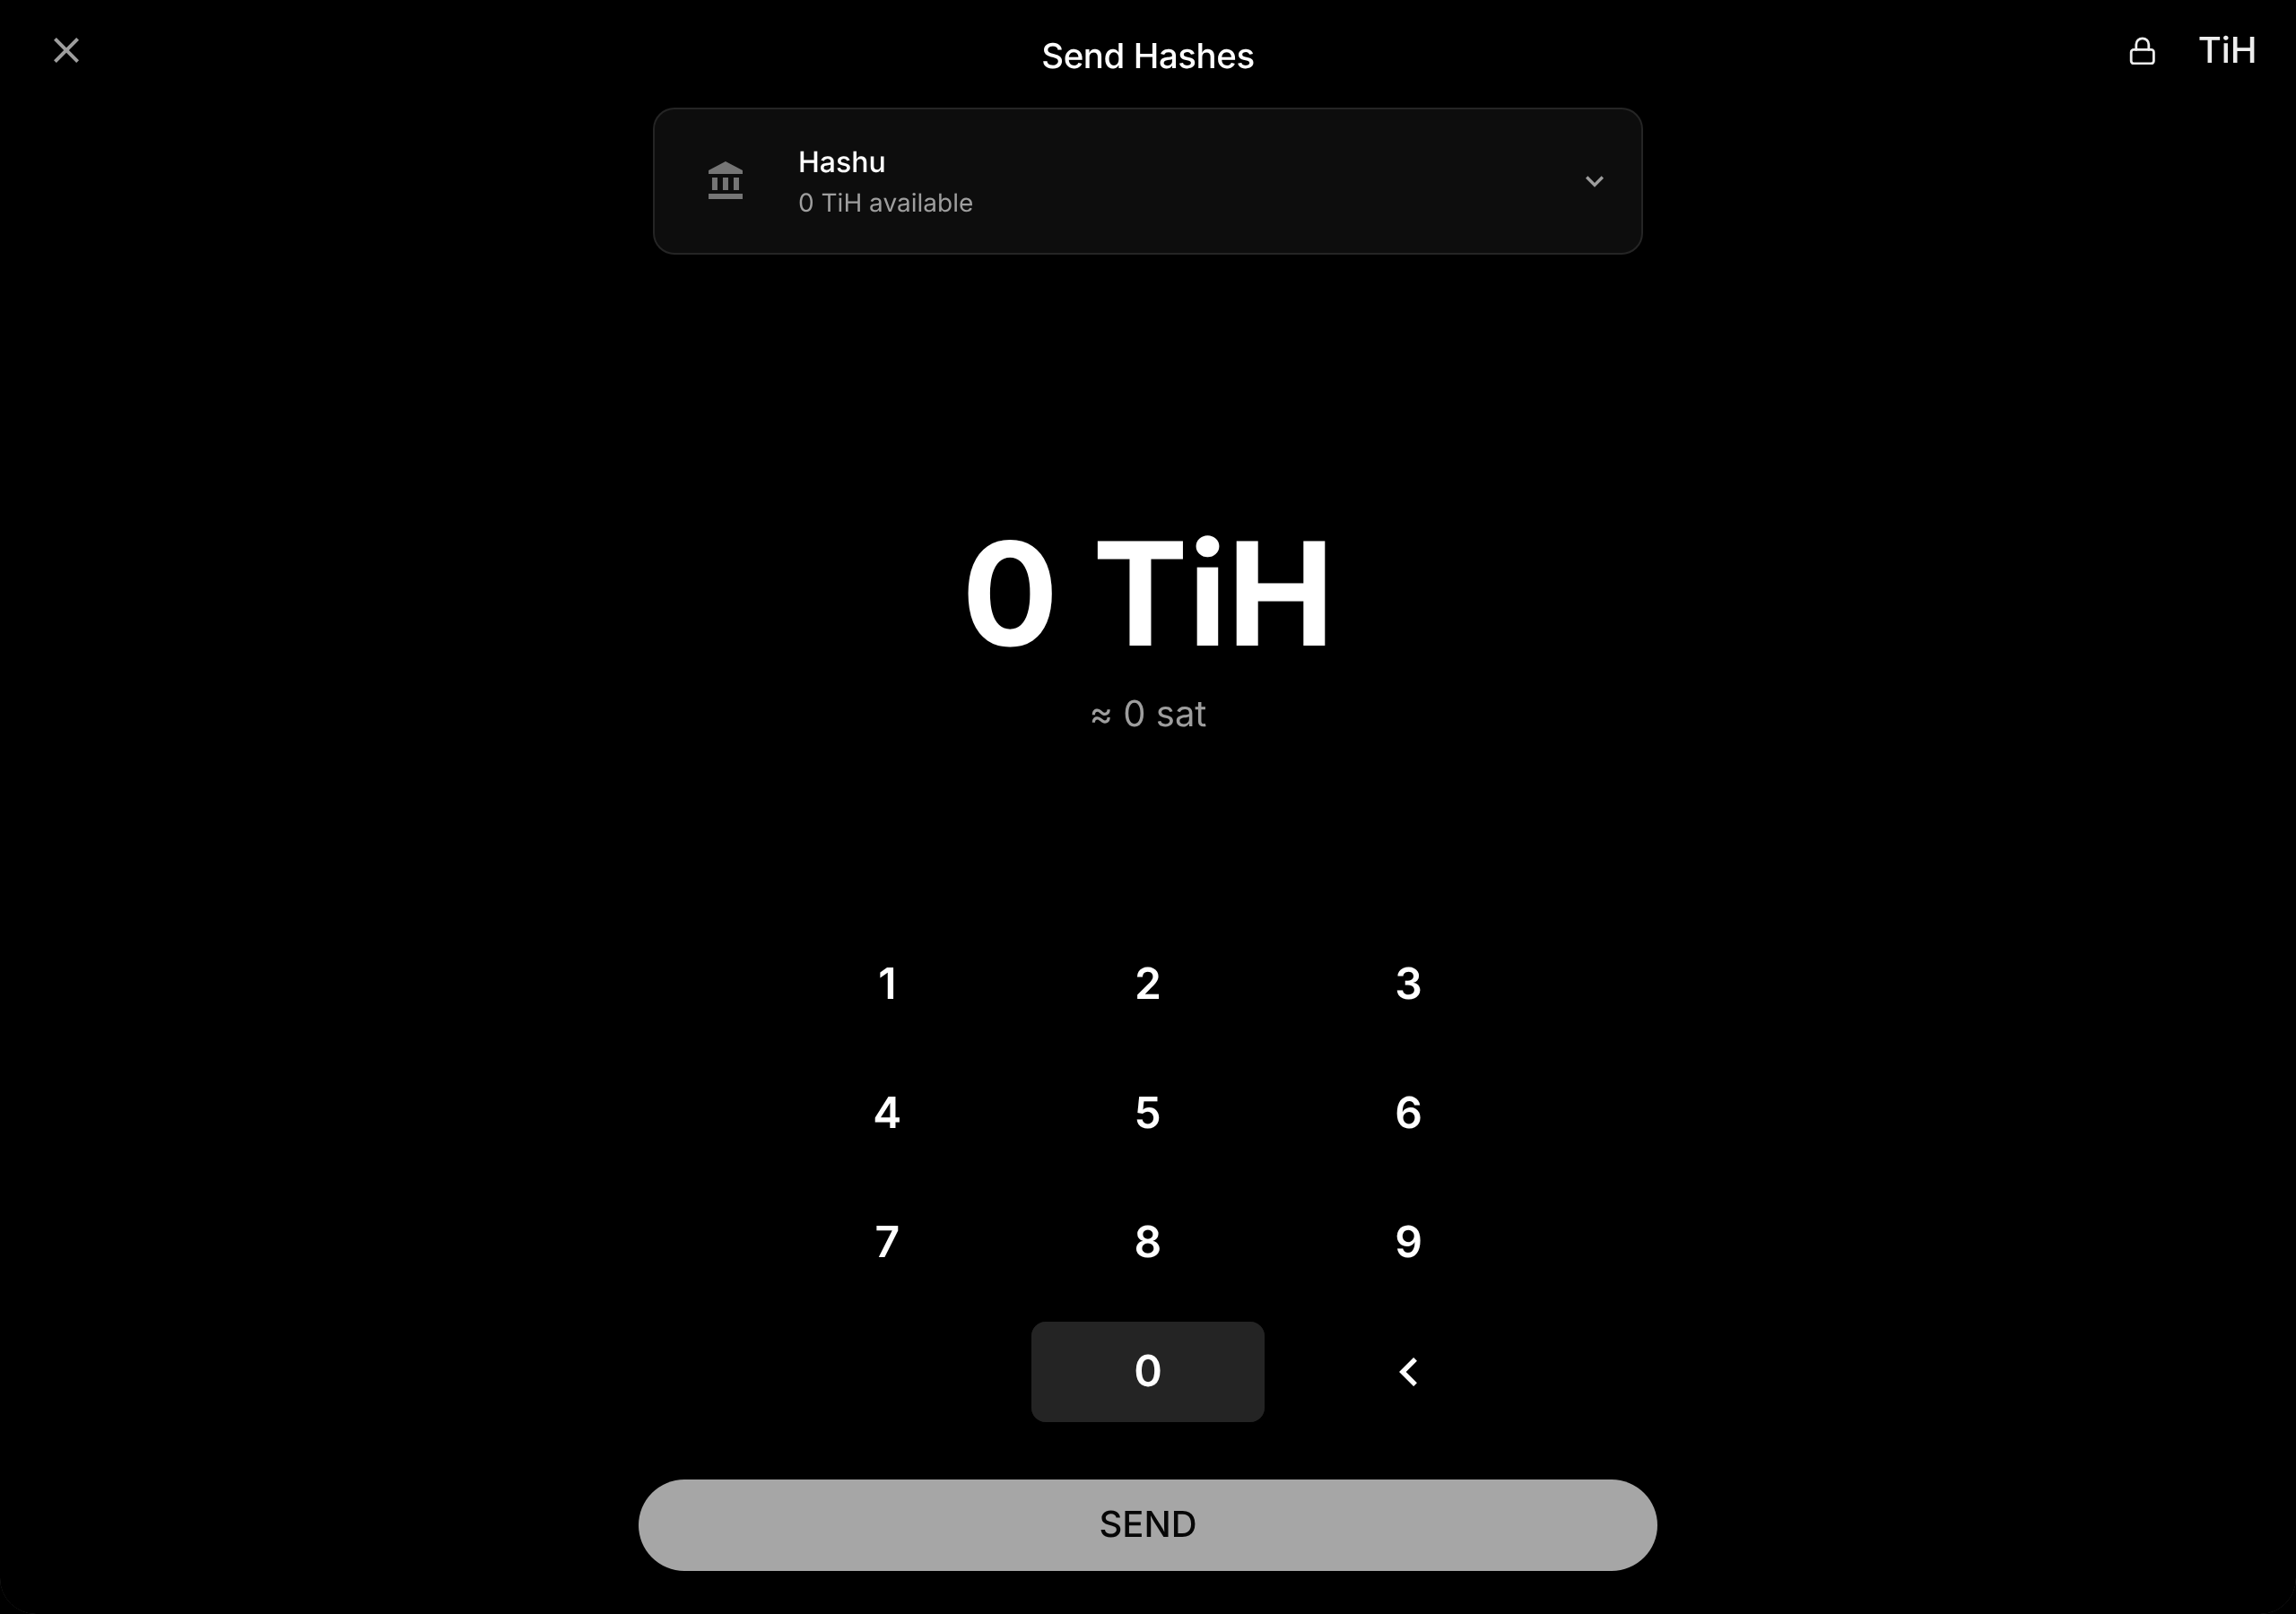 Send Hashes
TiH
Hashu
0 TiH available
0 TiH
≈ 0 sat
1 2 3
4 5 6
7 8 9
0
SEND